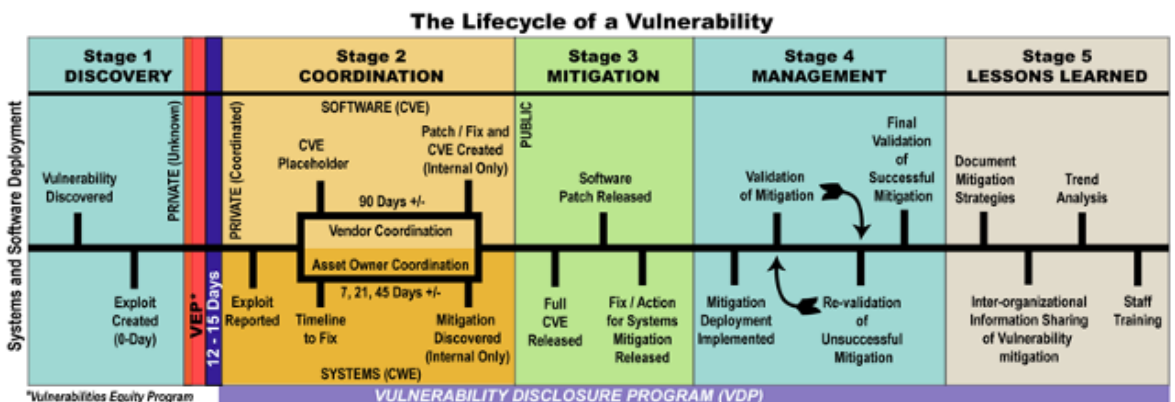 The Lifecycle of a Vulnerability
Systems and Software Deployment
Stage 1
DISCOVERY
Vulnerability
Discovered
Exploit
Created
(0-Day)
PRIVATE (Unknown)
VEP*
12 - 15 Days
Stage 2
COORDINATION
PRIVATE (Coordinated)
SOFTWARE (CVE)
CVE
Placeholder
Patch / Fix and
CVE Created
(Internal Only)
90 Days +/-
Vendor Coordination
Asset Owner Coordination
7, 21, 45 Days +/-
Exploit
Reported
Timeline
to Fix
Mitigation
Discovered
(Internal Only)
SYSTEMS (CWE)
Stage 3
MITIGATION
PUBLIC
Software
Patch Released
Full
CVE
Released
Fix / Action
for Systems
Mitigation
Released
Stage 4
MANAGEMENT
Validation
of Mitigation
Final
Validation
of
Successful
Mitigation
Mitigation
Deployment
Implemented
Re-validation
of
Unsuccessful
Mitigation
Stage 5
LESSONS LEARNED
Document
Mitigation
Strategies
Trend
Analysis
Inter-organizational
Information Sharing
of Vulnerability
mitigation
Staff
Training
*Vulnerabilities Equity Program
VULNERABILITY DISCLOSURE PROGRAM (VDP)